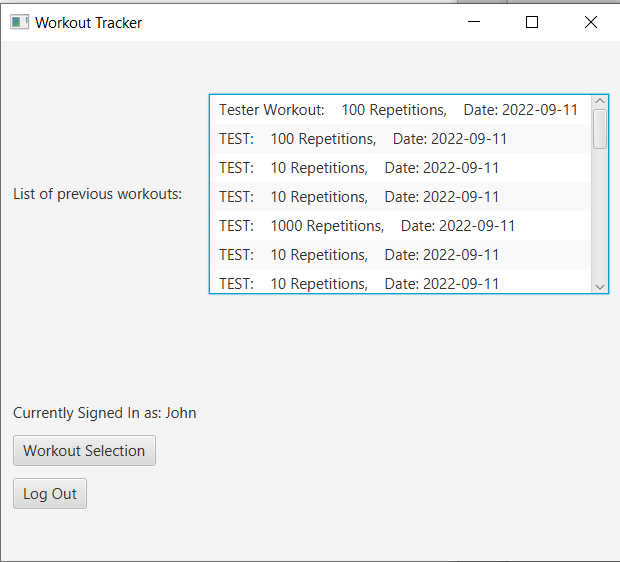 Workout Tracker
Tester Workout: 100 Repetitions, Date: 2022-09-11
TEST: 100 Repetitions, Date: 2022-09-11
TEST: 10 Repetitions, Date: 2022-09-11
List of previous workouts:
TEST: 10 Repetitions, Date: 2022-09-11
TEST: 1000 Repetitions, Date: 2022-09-11
TEST: 10 Repetitions, Date: 2022-09-11
TEST: 10 Repetitions, Date: 2022-09-11
Currently Signed In as: John
Workout Selection
Log Out